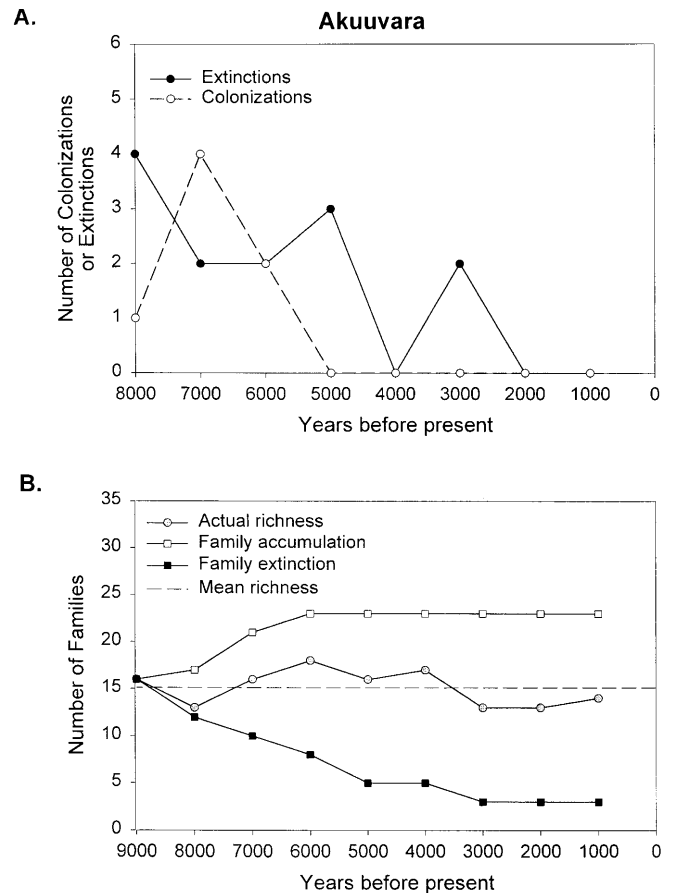 A.
Akuuvara
6
5
4
3
2
1
0
Number of Colonizations
or Extinctions
Extinctions
Colonizations
8000 7000 6000 5000 4000 3000 2000 1000 0
Years before present
B.
35
30
25
20
15
10
5
0
Number of Families
Actual richness
Family accumulation
Family extinction
Mean richness
9000 8000 7000 6000 5000 4000 3000 2000 1000 0
Years before present